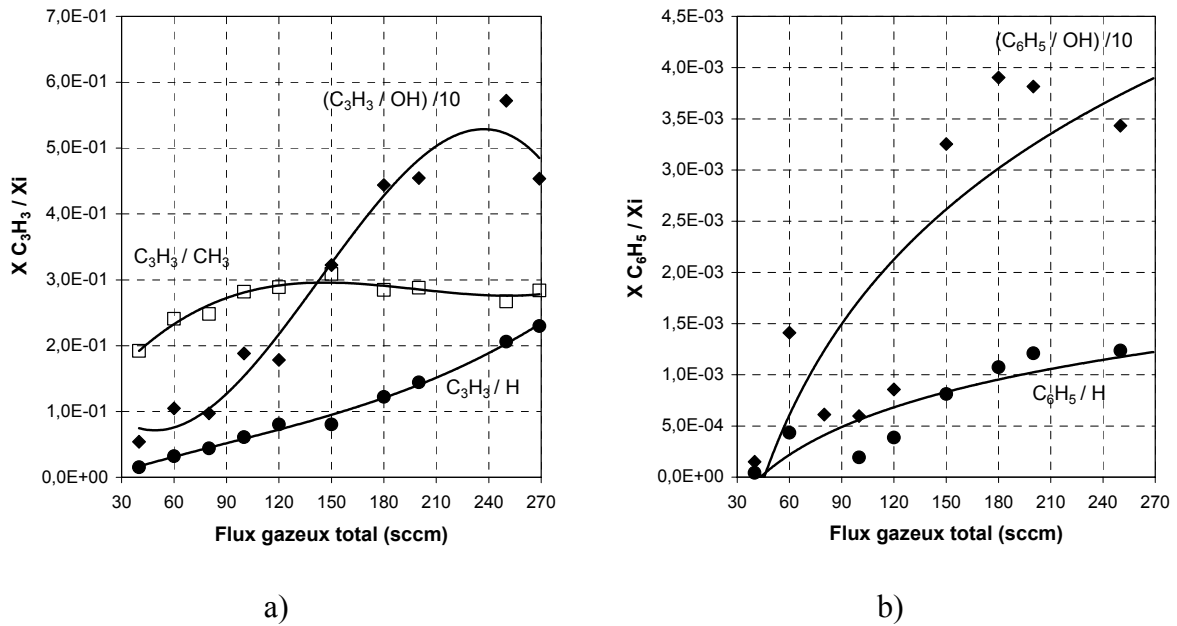 7,0E-01
6,0E-01
5,0E-01
4,0E-01
3,0E-01
2,0E-01
1,0E-01
0,0E+00
X C₃H₃ / Xi
(C₃H₃ / OH) /10
C₃H₃ / CH₃
C₃H₃ / H
30 60 90 120 150 180 210 240 270
Flux gazeux total (sccm)
a)
4,5E-03
4,0E-03
3,5E-03
3,0E-03
2,5E-03
2,0E-03
1,5E-03
1,0E-03
5,0E-04
0,0E+00
X C₆H₅ / Xi
(C₆H₅ / OH) /10
C₆H₅ / H
30 60 90 120 150 180 210 240 270
Flux gazeux total (sccm)
b)